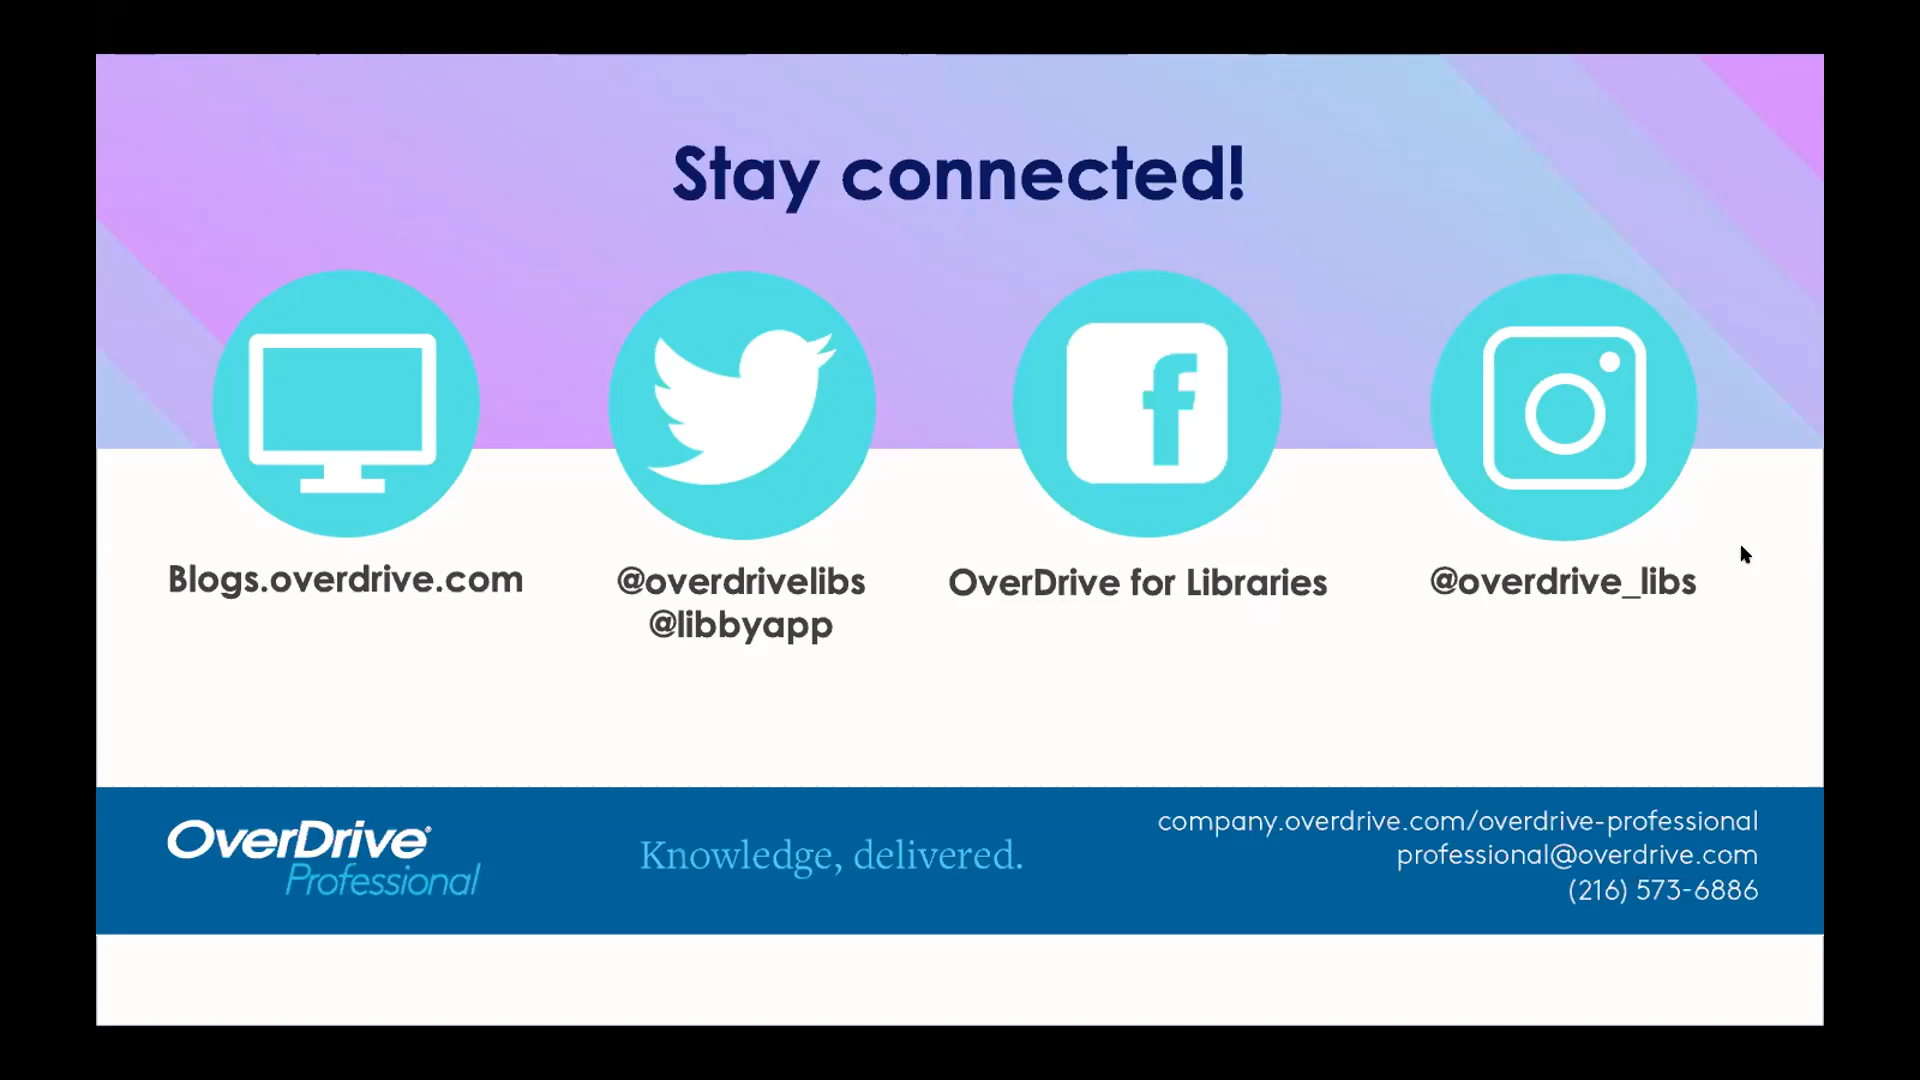 Stay connected!
Blogs.overdrive.com
@overdrivelibs
@libbyapp
OverDrive for Libraries
@overdrive_libs
OverDrive®
Professional
Knowledge, delivered.
company.overdrive.com/overdrive-professional
professional@overdrive.com
(216) 573-6886